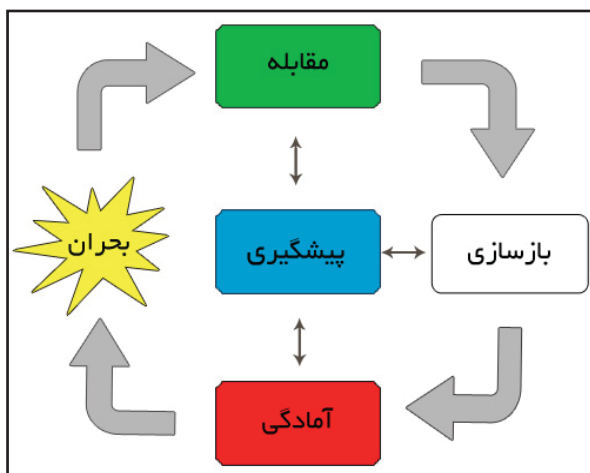 مقابله
بحران
پیشگیری
بازسازی
آمادگی